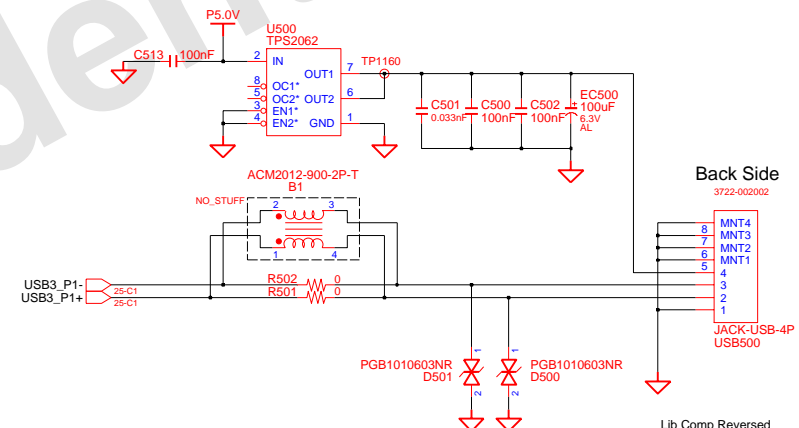 P5.0V
U500
TPS2062
C513 100nF
2 IN
OUT1 7
TP1160
8 OC1*
5 OC2* OUT2 6
3 EN1*
4 EN2* GND 1
C501
0.033nF
C500
100nF
C502
100nF
EC500
100uF
6.3V
AL
ACM2012-900-2P-T
B1
NO_STUFF
2 3
1 4
Back Side
3722-002002
MNT4
8 MNT3
7 MNT2
6 MNT1
5 4
3
2
1
JACK-USB-4P
USB500
USB3_P1-
25-C1
USB3_P1+
25-C1
R502 0
R501 0
PGB1010603NR
D501
1
2
PGB1010603NR
D500
1
2
Lib Comp Reversed